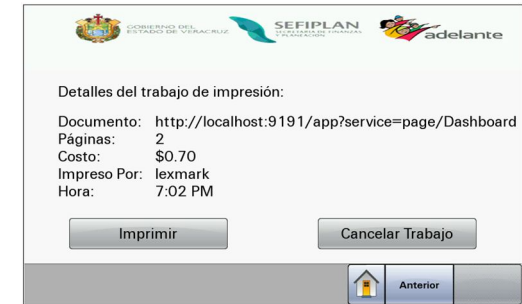 GOBIERNO DEL
ESTADO DE VERACRUZ
SEFIPLAN
SECRETARÍA DE FINANZAS
Y PLANEACIÓN
adelante
Detalles del trabajo de impresión:
Documento: http://localhost:9191/app?service=page/Dashboard
Páginas: 2
Costo: $0.70
Impreso Por: lexmark
Hora: 7:02 PM
Imprimir
Cancelar Trabajo
Anterior